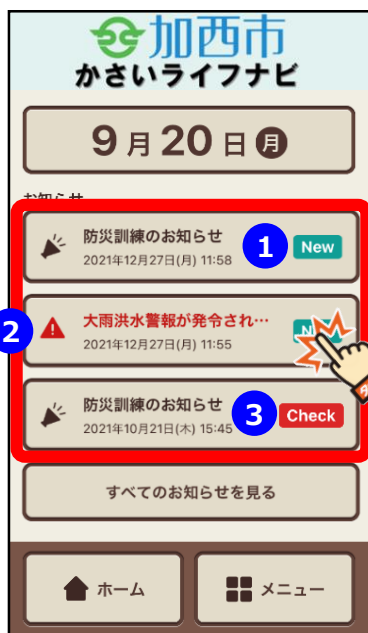 加西市
かさいライフナビ
9月20日 月
お知らせ
防災訓練のお知らせ
1
New
2021年12月27日(月) 11:58
2
大雨洪水警報が発令され…
2021年12月27日(月) 11:55
防災訓練のお知らせ
3
Check
2021年10月21日(木) 15:45
すべてのお知らせを見る
ホーム
メニュー